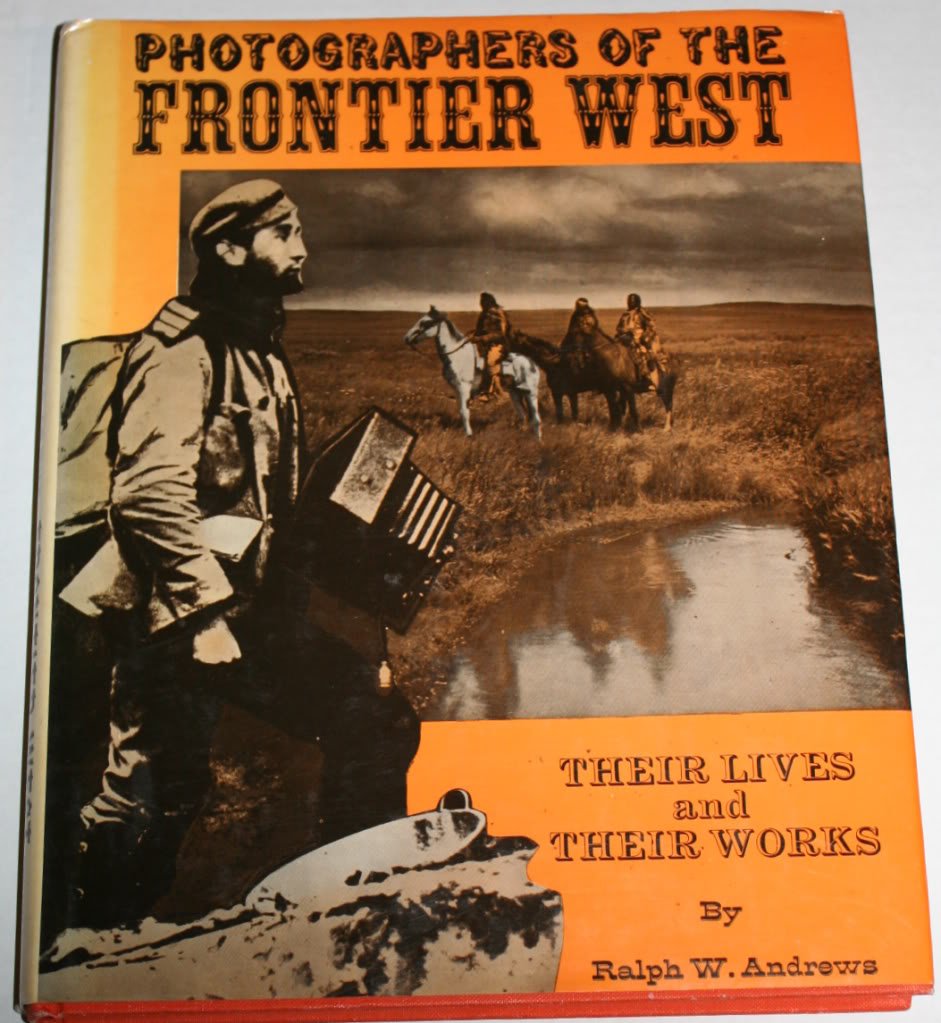 PHOTOGRAPHERS OF THE
FRONTIER WEST
THEIR LIVES
and
THEIR WORKS
By
Ralph W. Andrews